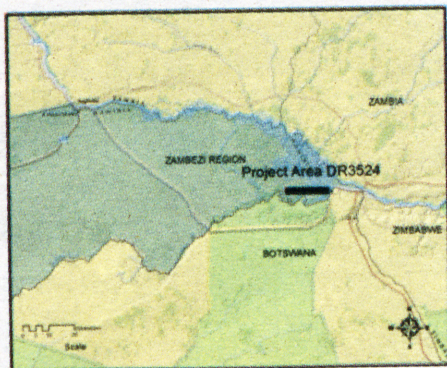 ZAMBIA
ZAMBEZI REGION
Project Area DR3524
ZIMBABWE
BOTSWANA
Scale